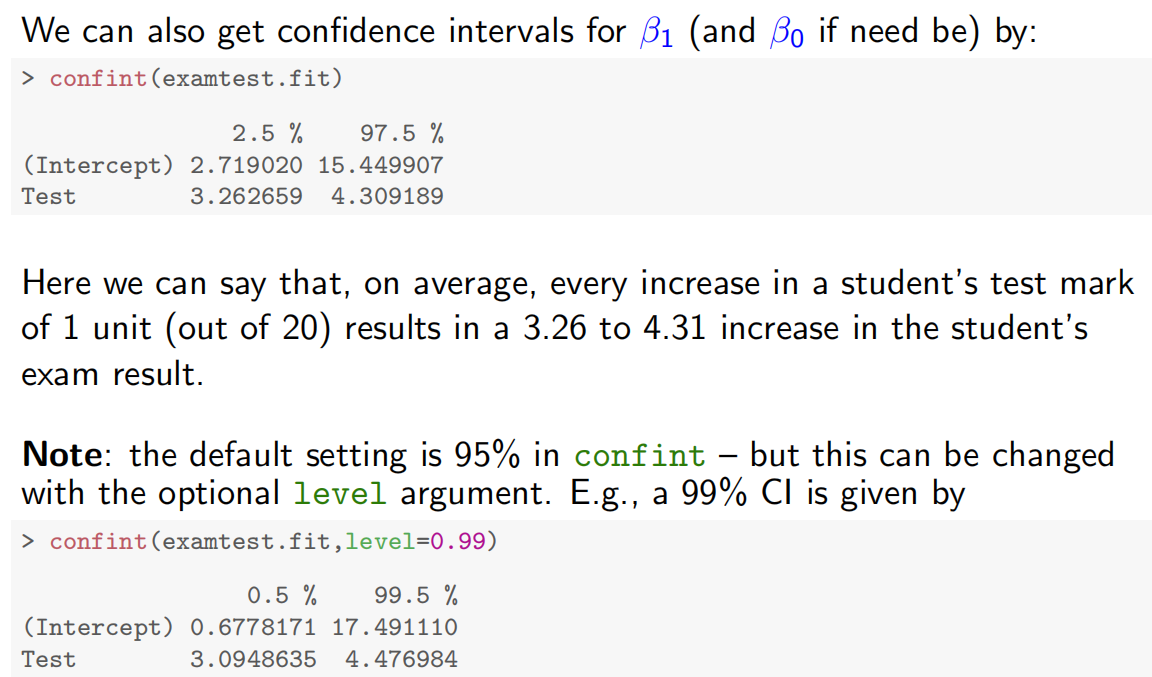 We can also get confidence intervals for β₁ (and β₀ if need be) by:
> confint(examtest.fit)
2.5 % 97.5 %
(Intercept) 2.719020 15.449907
Test 3.262659 4.309189
Here we can say that, on average, every increase in a student's test mark
of 1 unit (out of 20) results in a 3.26 to 4.31 increase in the student's
exam result.
Note: the default setting is 95% in confint – but this can be changed
with the optional level argument. E.g., a 99% CI is given by
> confint(examtest.fit,level=0.99)
0.5 % 99.5 %
(Intercept) 0.6778171 17.491110
Test 3.0948635 4.476984